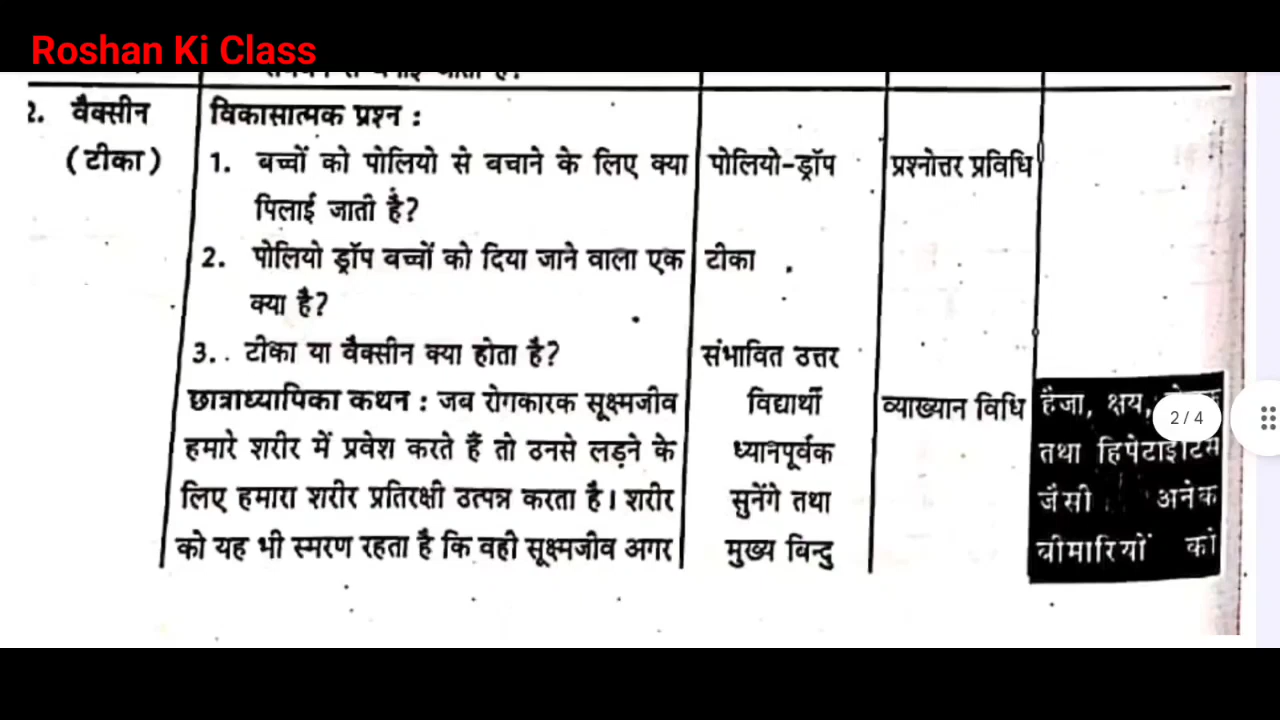 Roshan Ki Class
2. वैक्सीन
(टीका)
विकासात्मक प्रश्न :
1. बच्चों को पोलियो से बचाने के लिए क्या
पिलाई जाती है?
2. पोलियो ड्रॉप बच्चों को दिया जाने वाला एक
क्या है?
3. . टीका या वैक्सीन क्या होता है?
छात्राध्यापिका कथन : जब रोगकारक सूक्ष्मजीव
हमारे शरीर में प्रवेश करते हैं तो उनसे लड़ने के
लिए हमारा शरीर प्रतिरक्षी उत्पन्न करता है। शरीर
को यह भी स्मरण रहता है कि वही सूक्ष्मजीव अगर
पोलियो-ड्रॉप
टीका
संभावित उत्तर
विद्यार्थी
ध्यानपूर्वक
सुनेंगे तथा
मुख्य बिन्दु
प्रश्नोत्तर प्रविधि
व्याख्यान विधि
हैजा, क्षय,
तथा हिपेटाइटिस
जैसी अनेक
बीमारियों को
2 / 4